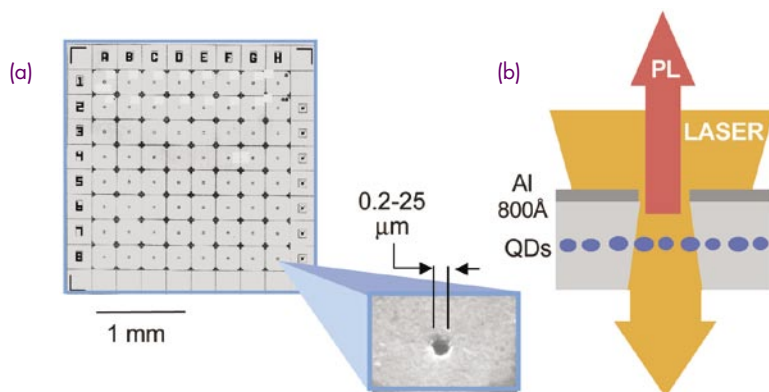 (a)
A B C D E F G H
1
2
3
4
5
6
7
8
1 mm
0.2-25
μm
(b)
PL
LASER
Al
800Å
QDs